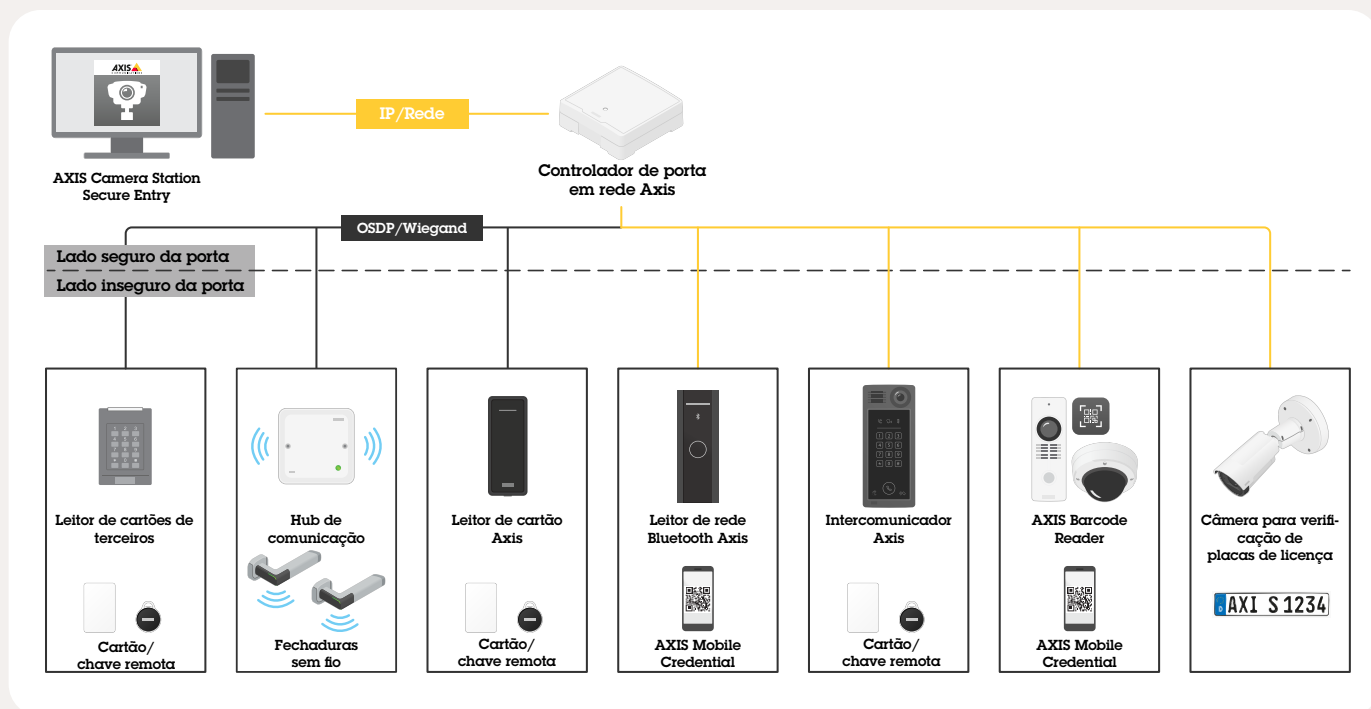 AXIS
COMMUNICATIONS
IP/Rede
AXIS Camera Station
Secure Entry
Controlador de porta
em rede Axis
OSDP/Wiegand
Lado seguro da porta
Lado inseguro da porta
Leitor de cartões de
terceiros
Cartão/
chave remota
Hub de
comunicação
Fechaduras
sem fio
Leitor de cartão
Axis
Cartão/
chave remota
Leitor de rede
Bluetooth Axis
AXIS Mobile
Credential
Intercomunicador
Axis
Cartão/
chave remota
AXIS Barcode
Reader
AXIS Mobile
Credential
Câmera para verifi-
cação de
placas de licença
D AXI S 1234